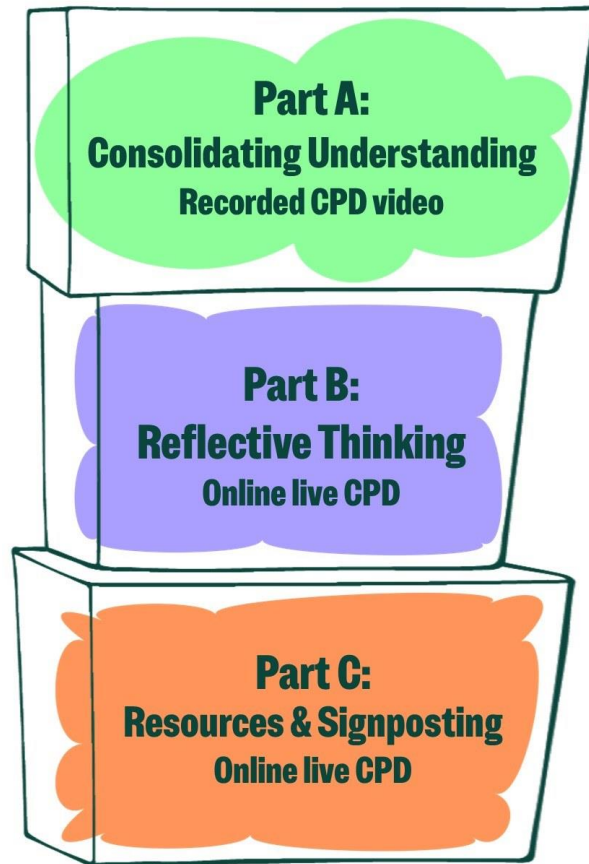 Part A:
Consolidating Understanding
Recorded CPD video
Part B:
Reflective Thinking
Online live CPD
Part C:
Resources & Signposting
Online live CPD